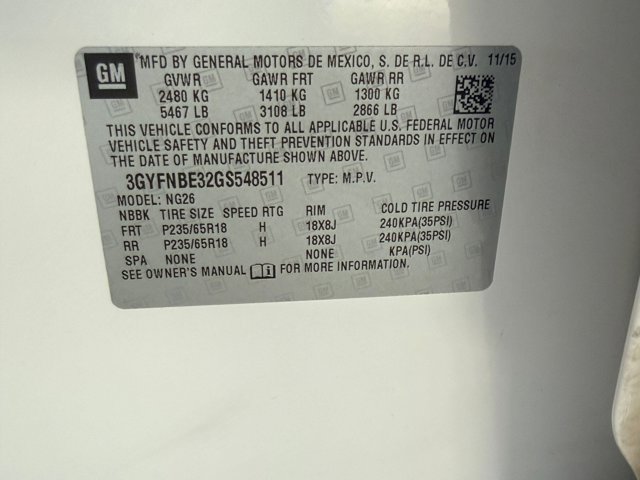 GM MFD BY GENERAL MOTORS DE MEXICO, S. DE R.L. DE C.V. 11/15
GVWR GAWR FRT GAWR RR
2480 KG 1410 KG 1300 KG
5467 LB 3108 LB 2866 LB
THIS VEHICLE CONFORMS TO ALL APPLICABLE U.S. FEDERAL MOTOR
VEHICLE SAFETY AND THEFT PREVENTION STANDARDS IN EFFECT ON
THE DATE OF MANUFACTURE SHOWN ABOVE.
3GYFNBE32GS548511 TYPE: M.P.V.
MODEL: NG26
NBBK TIRE SIZE SPEED RTG RIM COLD TIRE PRESSURE
FRT P235/65R18 H 18X8J 240KPA(35PSI)
RR P235/65R18 H 18X8J 240KPA(35PSI)
SPA NONE NONE KPA(PSI)
SEE OWNER'S MANUAL FOR MORE INFORMATION.